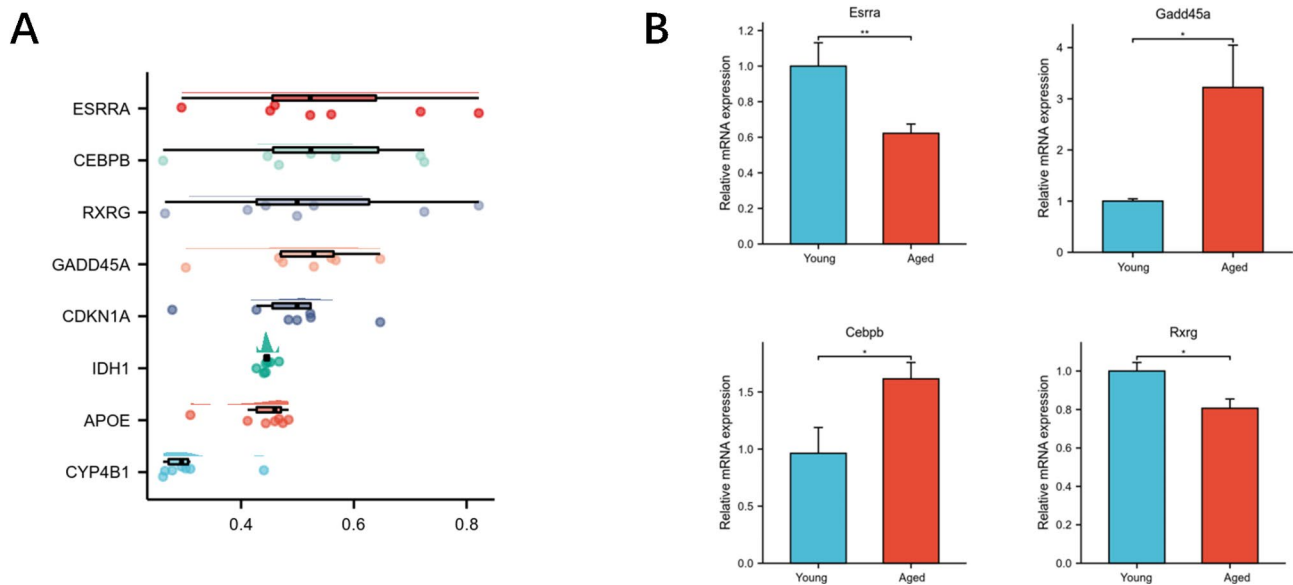 A
ESRRA
CEBPB
RXRG
GADD45A
CDKN1A
IDH1
APOE
CYP4B1
0.4 0.6 0.8
B
Esrra
Relative mRNA expression
1.2
1.0
0.8
0.6
0.4
0.2
0.0
**
Young Aged
Gadd45a
Relative mRNA expression
4
3
2
1
0
*
Young Aged
Cebpb
Relative mRNA expression
1.5
1.0
0.5
0.0
*
Young Aged
Rxrg
Relative mRNA expression
1.0
0.8
0.6
0.4
0.2
0.0
*
Young Aged